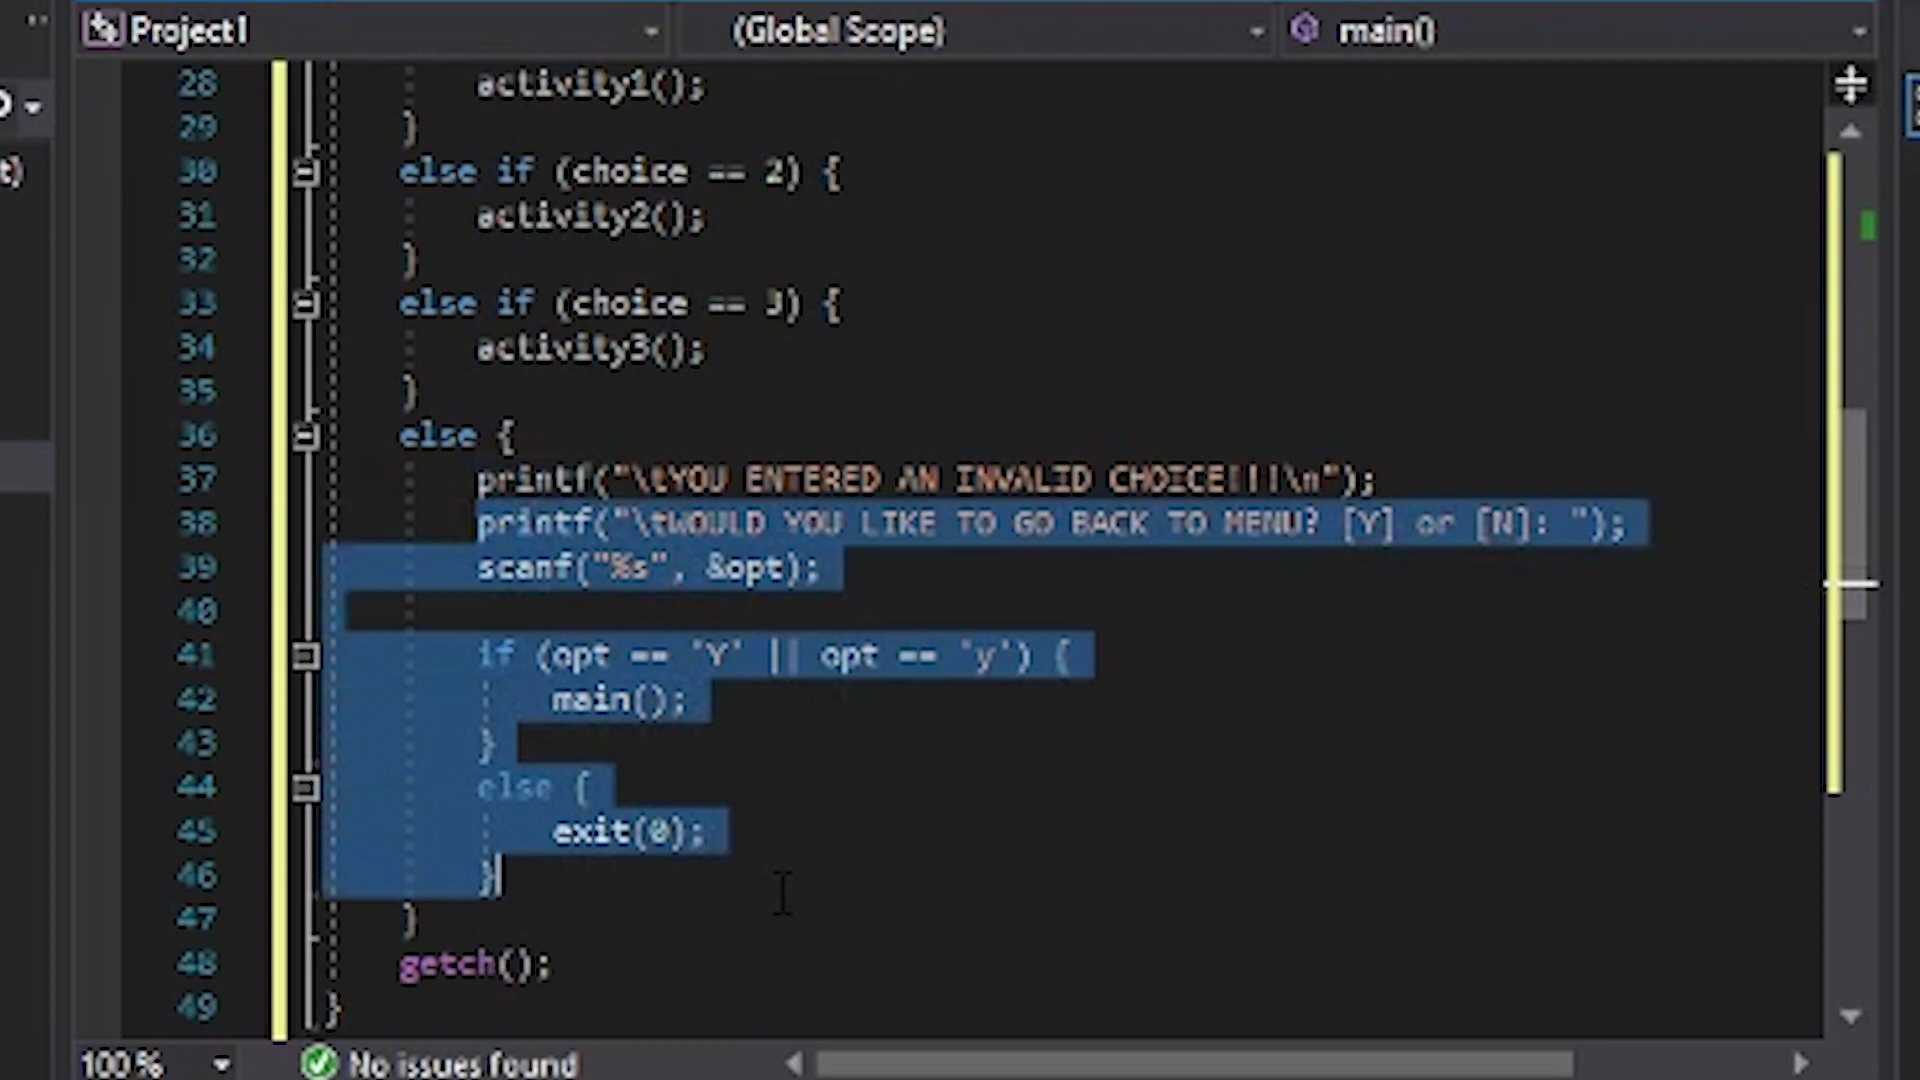 Project1 (Global Scope) main()
28 activity1();
29 }
30 else if (choice == 2) {
31 activity2();
32 }
33 else if (choice == 3) {
34 activity3();
35 }
36 else {
37 printf("\tYOU ENTERED AN INVALID CHOICE!!!\n");
38 printf("\tWOULD YOU LIKE TO GO BACK TO MENU? [Y] or [N]: ");
39 scanf("%s", &opt);
40
41 if (opt == 'Y' || opt == 'y') {
42 main();
43 }
44 else {
45 exit(0);
46 }
47 }
48 getch();
49 }
100 % No issues found